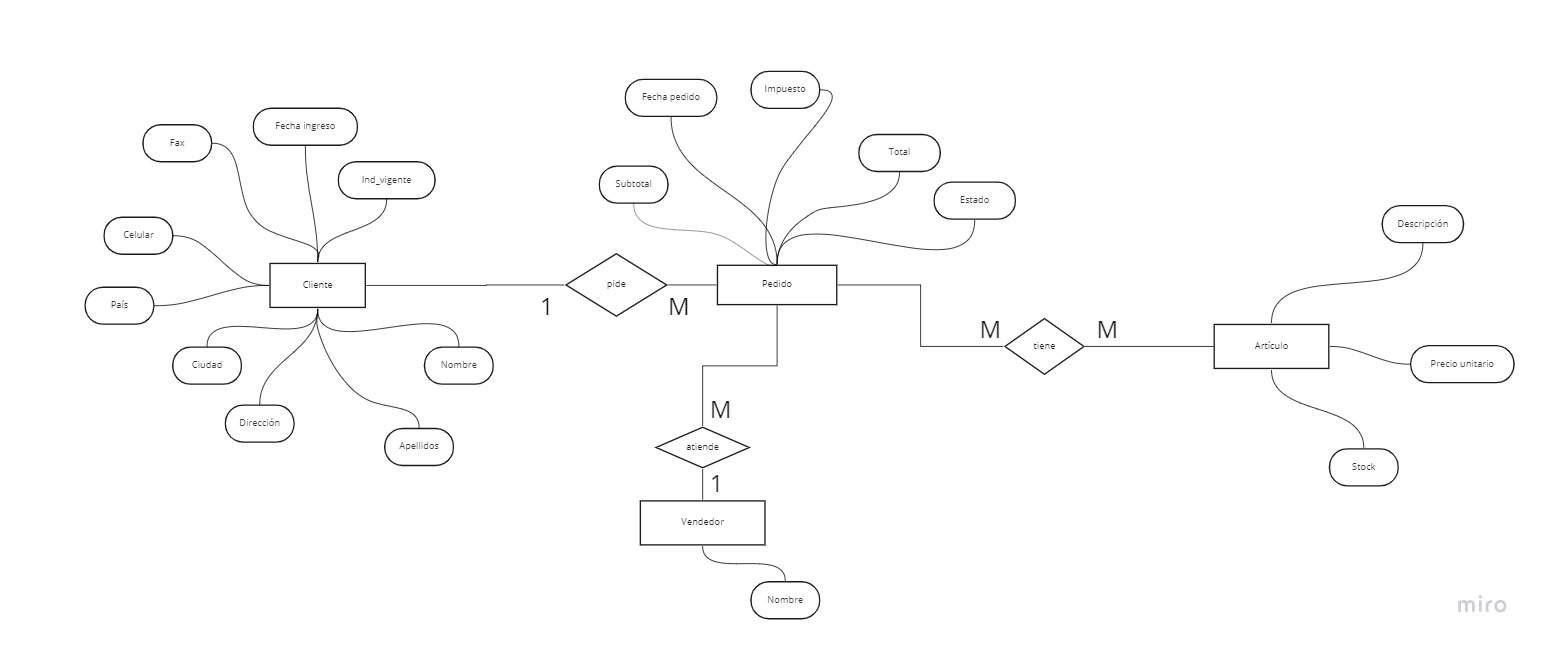 Impuesto
Fecha pedido
Fecha ingreso
Fax
Total
Ind_vigente
Subtotal
Estado
Descripción
Celular
Cliente
pide
Pedido
País
1
M
M
M
tiene
Artículo
Ciudad
Nombre
Precio unitario
M
Dirección
Apellidos
atiende
Stock
1
Vendedor
Nombre
miro